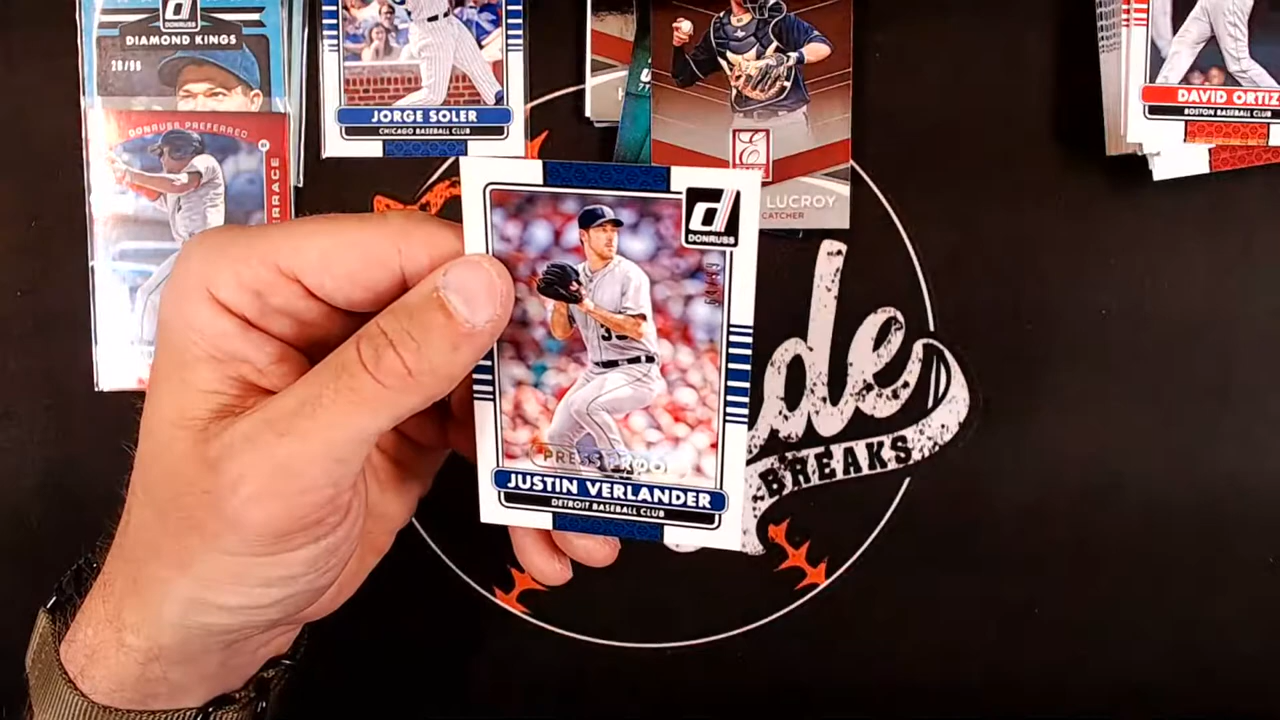 DONRUSS
DIAMOND KINGS
28/99
DONRUSS PREFERRED
JORGE SOLER
CHICAGO BASEBALL CLUB
E
LUCROY
CATCHER
DAVID ORTIZ
BOSTON BASEBALL CLUB
d
DONRUSS
PRESS PROOF
JUSTIN VERLANDER
DETROIT BASEBALL CLUB
de
BREAKS